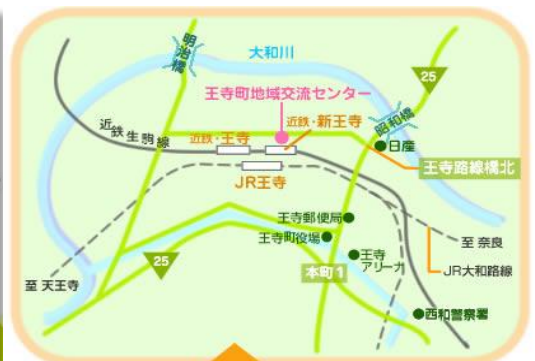 明治橋
大和川
25
王寺町地域交流センター
近鉄・新王寺
昭和橋
近鉄生駒線
近鉄・王寺
日産
王寺路線橋北
JR王寺
王寺郵便局
王寺町役場
至 奈良
王寺
アリーナ
JR大和路線
25
本町1
至 天王寺
西和警察署